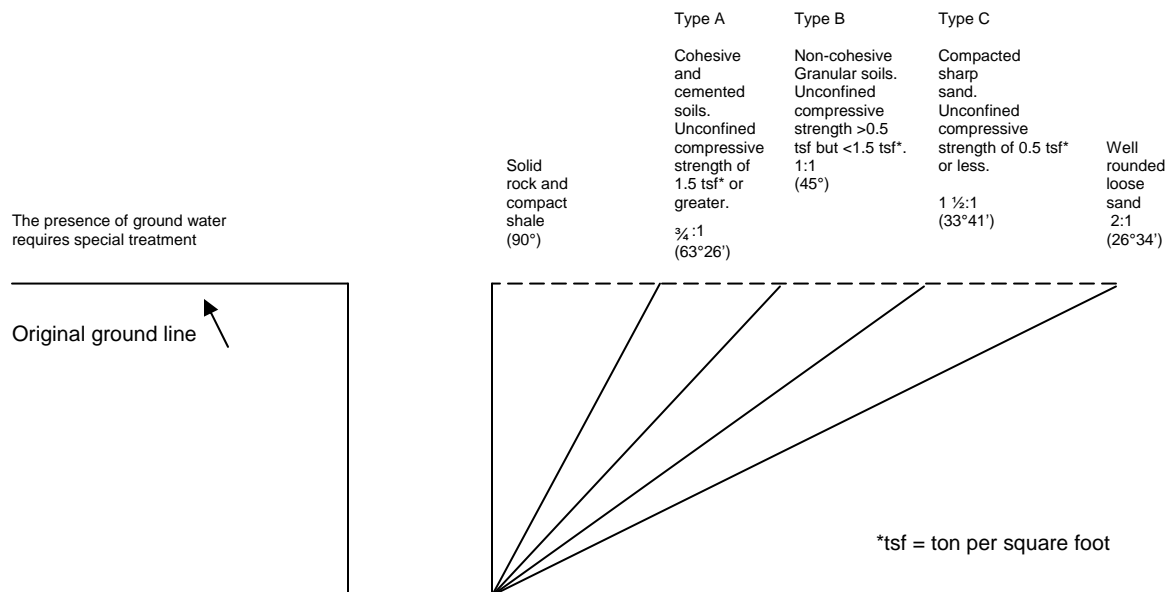 The presence of ground water
requires special treatment
Original ground line
Solid
rock and
compact
shale
(90°)
Type A
Cohesive
and
cemented
soils.
Unconfined
compressive
strength of
1.5 tsf* or
greater.
¾ :1
(63°26')
Type B
Non-cohesive
Granular soils.
Unconfined
compressive
strength >0.5
tsf but <1.5 tsf*.
1:1
(45°)
Type C
Compacted
sharp
sand.
Unconfined
compressive
strength of 0.5 tsf*
or less.
1 ½:1
(33°41')
Well
rounded
loose
sand
2:1
(26°34')
*tsf = ton per square foot